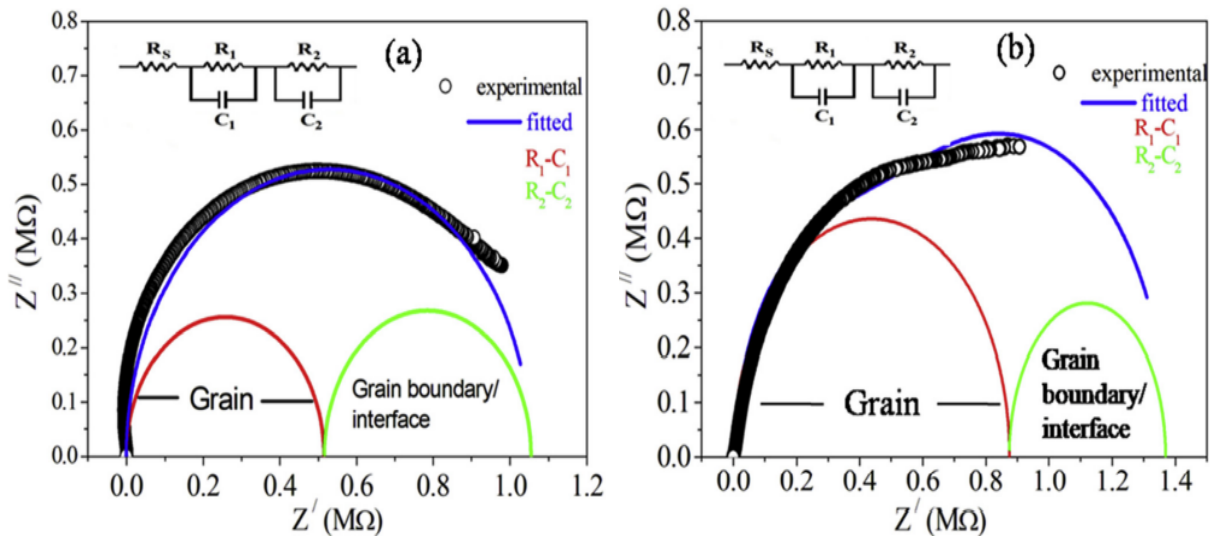 (a)
R_S R_1 R_2
C_1 C_2
experimental
fitted
R_1-C_1
R_2-C_2
Grain
Grain boundary/
interface
Z// (MΩ)
0.8
0.7
0.6
0.5
0.4
0.3
0.2
0.1
0.0
0.0 0.2 0.4 0.6 0.8 1.0 1.2
Z/ (MΩ)
(b)
R_S R_1 R_2
C_1 C_2
experimental
fitted
R_1-C_1
R_2-C_2
Grain
Grain
boundary/
interface
Z// (MΩ)
0.8
0.7
0.6
0.5
0.4
0.3
0.2
0.1
0.0
0.0 0.2 0.4 0.6 0.8 1.0 1.2 1.4
Z/ (MΩ)